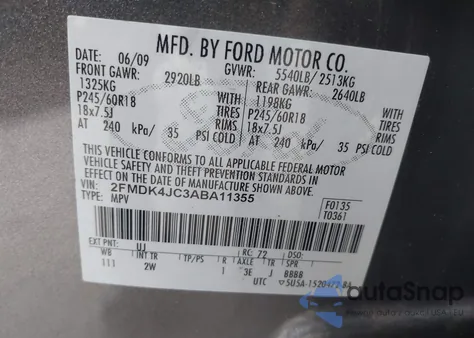 MFD. BY FORD MOTOR CO.
DATE: 06/09 GVWR: 5540LB/ 2513KG
FRONT GAWR: 2920LB REAR GAWR: 2640LB
1325KG WITH 1198KG WITH
P245/60R18 TIRES P245/60R18 TIRES
18x7.5J RIMS 18x7.5J RIMS
AT 240 kPa/ 35 PSI COLD AT 240 kPa/ 35 PSI COLD
THIS VEHICLE CONFORMS TO ALL APPLICABLE FEDERAL MOTOR
VEHICLE SAFETY AND THEFT PREVENTION STANDARDS IN EFFECT
ON THE DATE OF MANUFACTURE SHOWN ABOVE.
VIN: 2FMDK4JC3ABA11355
TYPE: MPV
F0135
T0361
EXT PNT: UJ RC: 72
WB INT TR TP/PS R AXLE TR SPR
111 2W 1 3E J BBBB
UTC
autoSnap